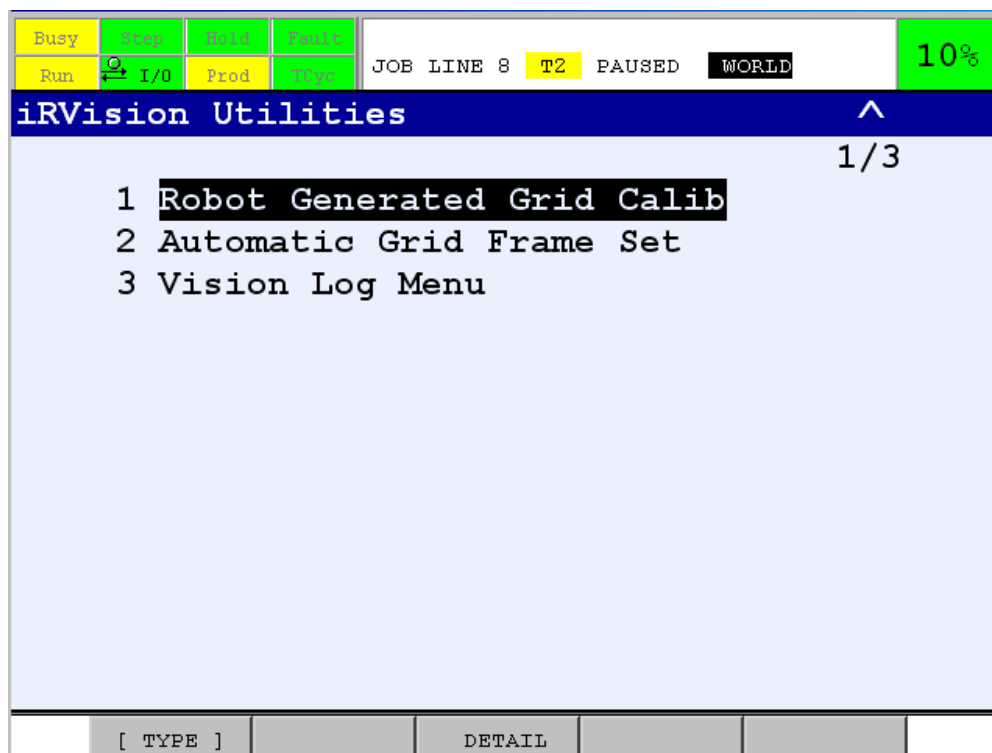 Busy Step Hold Fault
Run I/O Prod TCyc JOB LINE 8 T2 PAUSED WORLD 10%
iRVision Utilities ^
1/3
1 Robot Generated Grid Calib
2 Automatic Grid Frame Set
3 Vision Log Menu
[ TYPE ] DETAIL